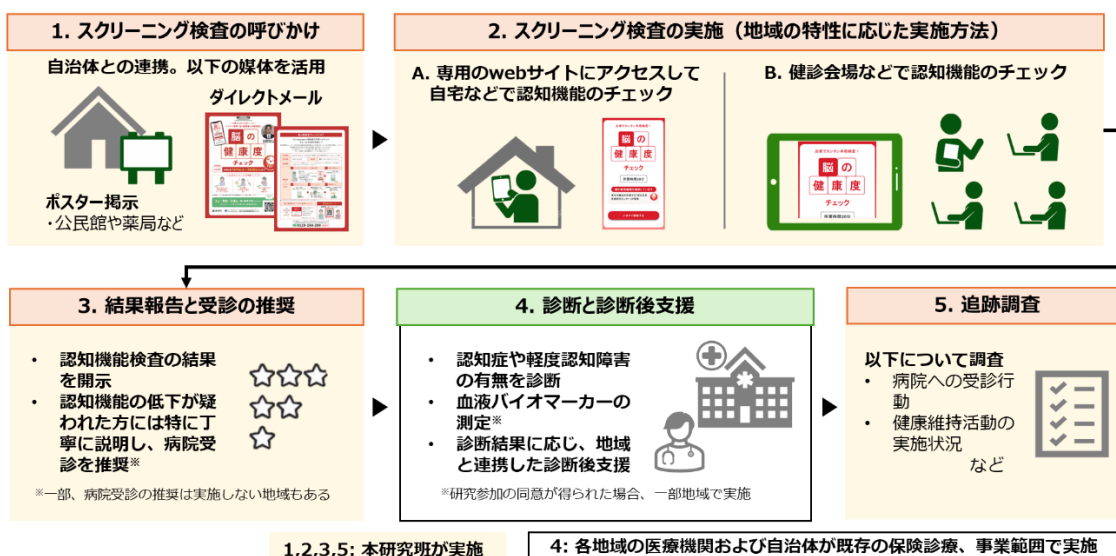 1. スクリーニング検査の呼びかけ
自治体との連携。以下の媒体を活用
ダイレクトメール
脳の
健康度
チェック
ポスター掲示
・公民館や薬局など
2. スクリーニング検査の実施（地域の特性に応じた実施方法）
A. 専用のwebサイトにアクセスして
自宅などで認知機能のチェック
脳の
健康度
チェック
B. 健診会場などで認知機能のチェック
脳の
健康度
チェック
3. 結果報告と受診の推奨
• 認知機能検査の結果
を開示
• 認知機能の低下が疑
われた方には特に丁
寧に説明し、病院受
診を推奨※
※一部、病院受診の推奨は実施しない地域もある
4. 診断と診断後支援
• 認知症や軽度認知障害
の有無を診断
• 血液バイオマーカーの
測定※
• 診断結果に応じ、地域
と連携した診断後支援
※研究参加の同意が得られた場合、一部地域で実施
5. 追跡調査
以下について調査
• 病院への受診行
動
• 健康維持活動の
実施状況
など
1,2,3,5: 本研究班が実施
4: 各地域の医療機関および自治体が既存の保険診療、事業範囲で実施